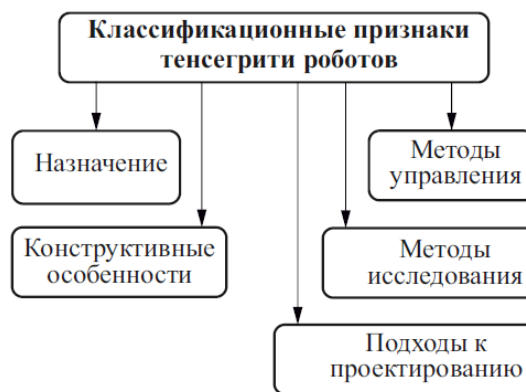 Классификационные признаки
тенсегрити роботов
Назначение
Методы
управления
Конструктивные
особенности
Методы
исследования
Подходы к
проектированию